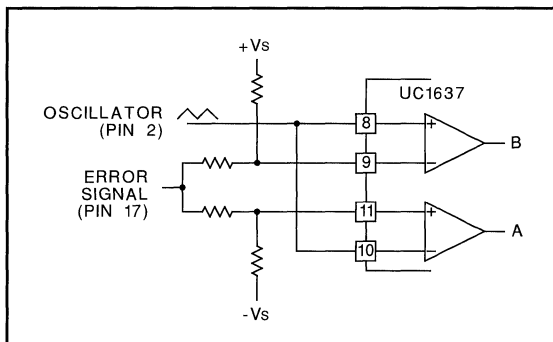 +Vs
UC1637
OSCILLATOR
(PIN 2)
8
+
B
9
−
ERROR
SIGNAL
(PIN 17)
11
+
A
10
−
-Vs